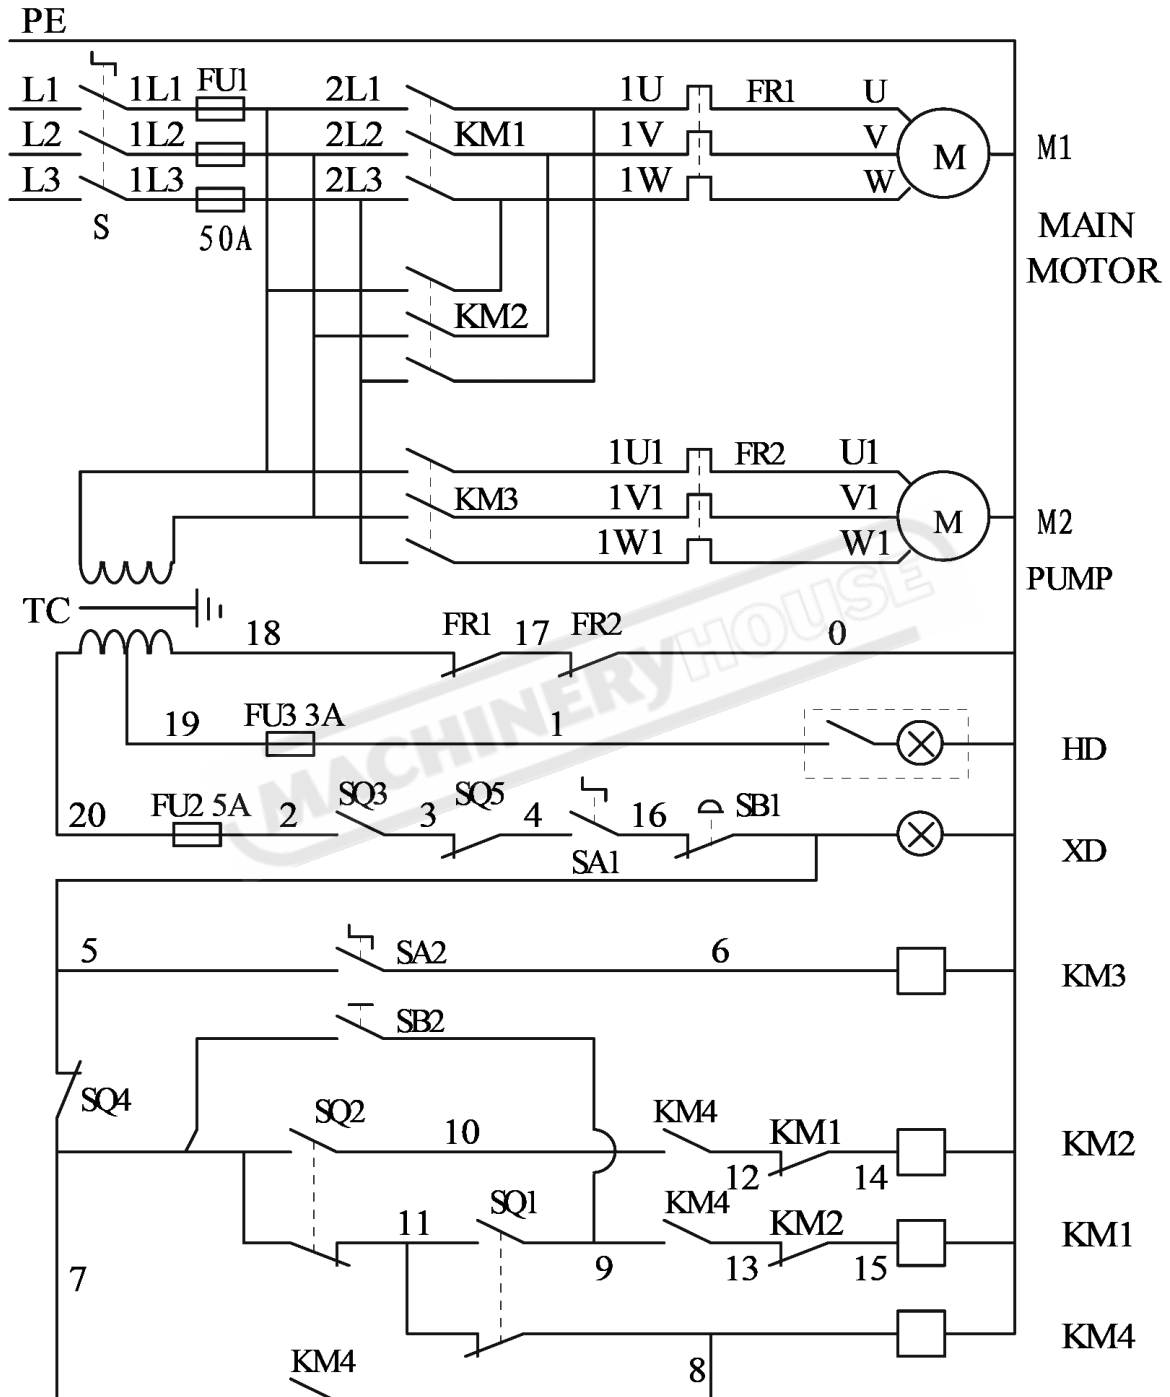 PE
L1 1L1 FU1 2L1 1U FR1 U
L2 1L2 2L2 KM1 1V V M M1
L3 1L3 2L3 1W W
S 50A MAIN
MOTOR
KM2
1U1 FR2 U1
KM3 1V1 V1 M M2
1W1 W1
PUMP
TC
18 FR1 17 FR2 0
19 FU3 3A 1 HD
20 FU2 5A 2 SQ3 3 SQ5 4 16 SB1 XD
SA1
5 SA2 6 KM3
SB2
SQ4
SQ2 10 KM4 KM1 KM2
12 14
11 SQ1 KM4 KM2 KM1
7 9 13 15
KM4
KM4 8
MACHINERYHOUSE